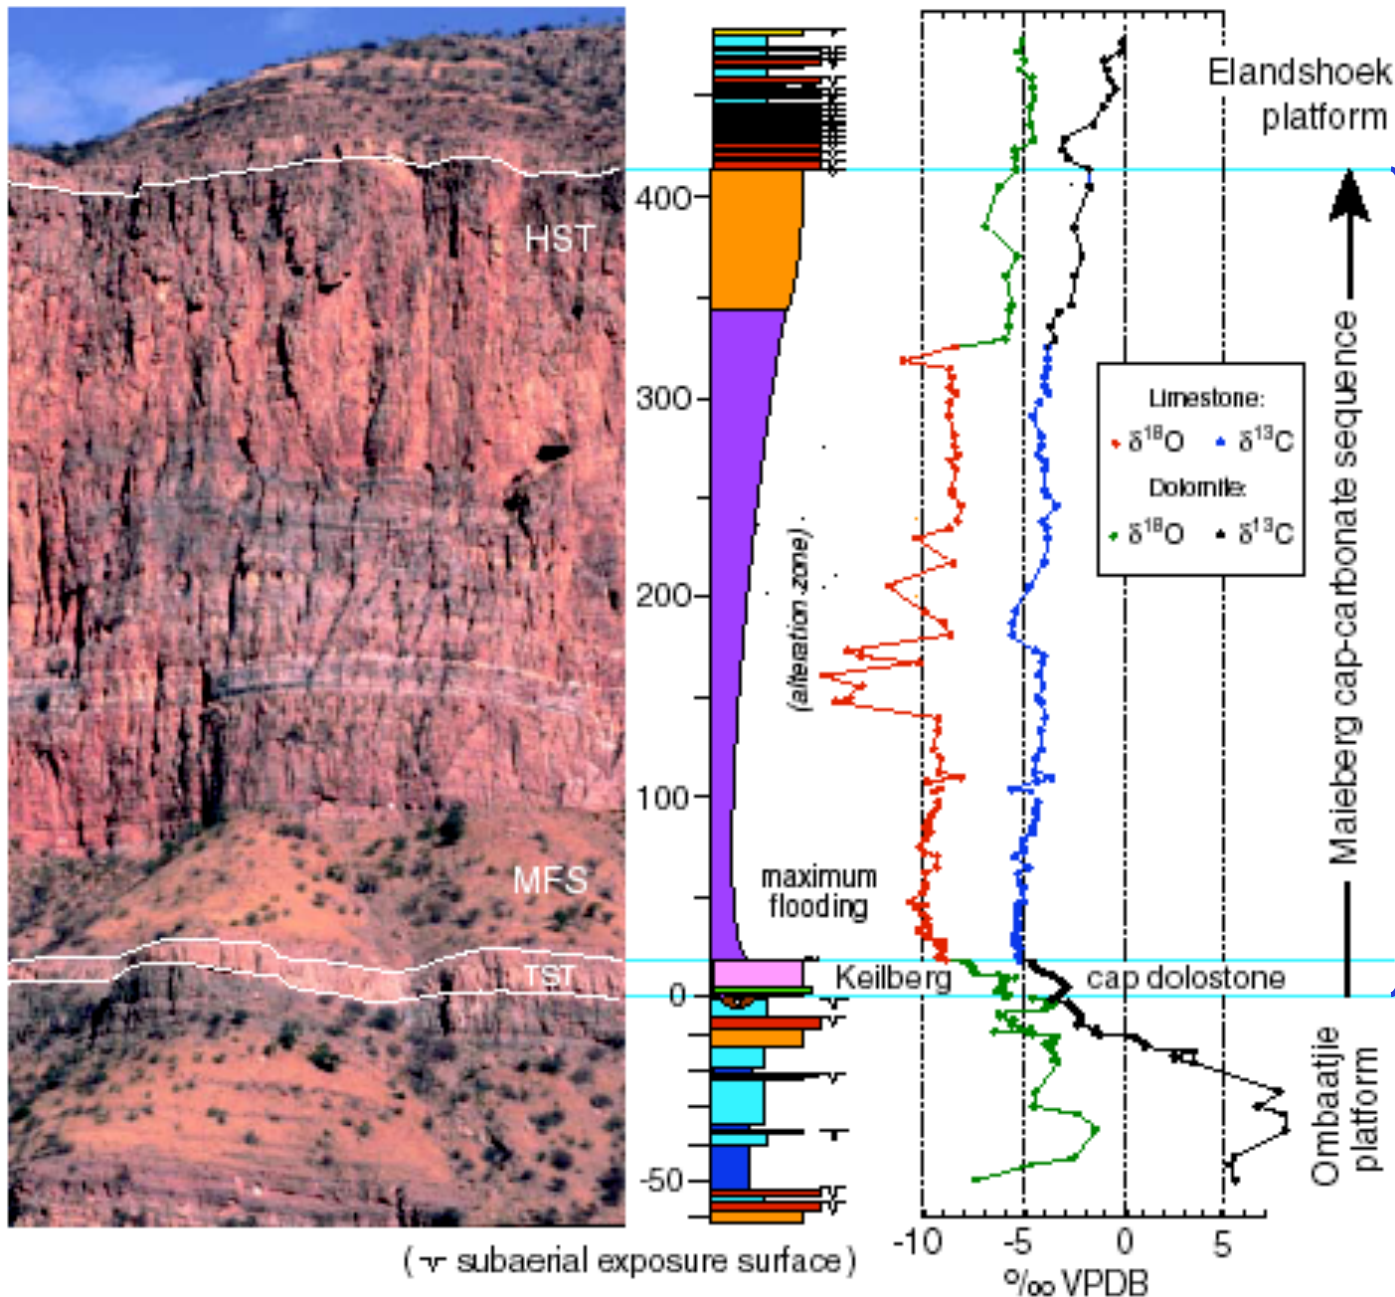 Elandshoek
platform
HST
400
300
200
100
0
-50
Limestone:
δ18O δ13C
Dolomite:
δ18O δ13C
(alteration zone)
Maieberg cap-carbonate sequence
MFS
maximum
flooding
TST
Keilberg cap dolostone
Ombaatjie
platform
-10 -5 0 5
( subaerial exposure surface)
o/oo VPDB